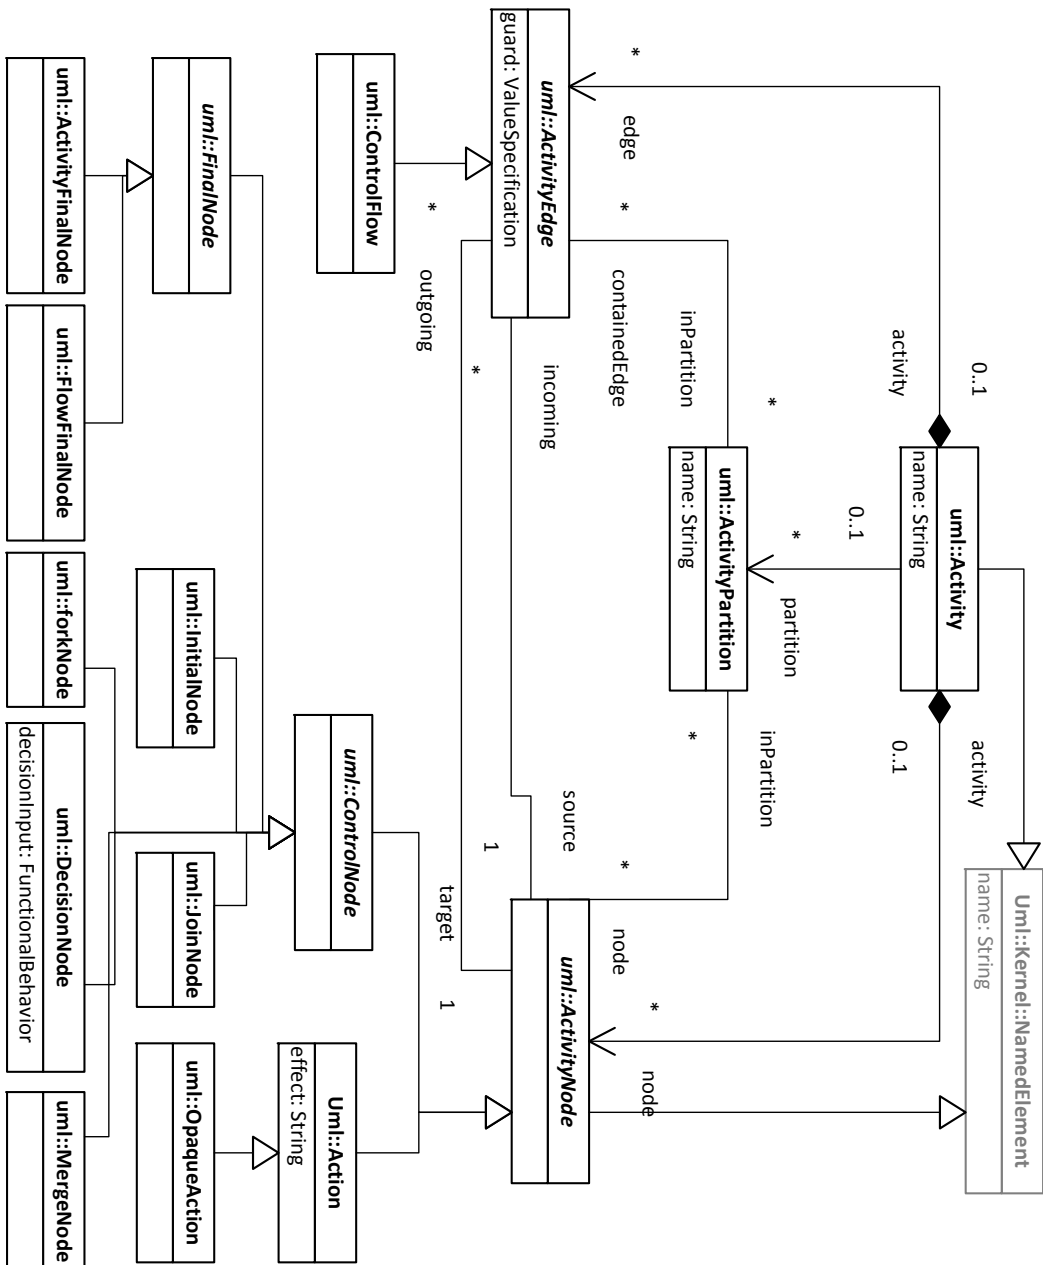 Uml::Kernel::NamedElement
name: String
0..1
activity
uml::Activity
name: String
activity
0..1
0..1
*
partition
*
inPartition
uml::ActivityPartition
name: String
inPartition
*
*
node
*
edge
*
containedEdge
*
node
source
uml::ActivityNode
uml::ActivityEdge
guard: ValueSpecification
incoming
1
*
*
outgoing
target
1
uml::ControlFlow
uml::ControlNode
Uml::Action
effect: String
uml::FinalNode
uml::InitialNode
uml::JoinNode
uml::OpaqueAction
uml::ActivityFinalNode
uml::FlowFinalNode
uml::forkNode
uml::DecisionNode
decisionInput: FunctionalBehavior
uml::MergeNode